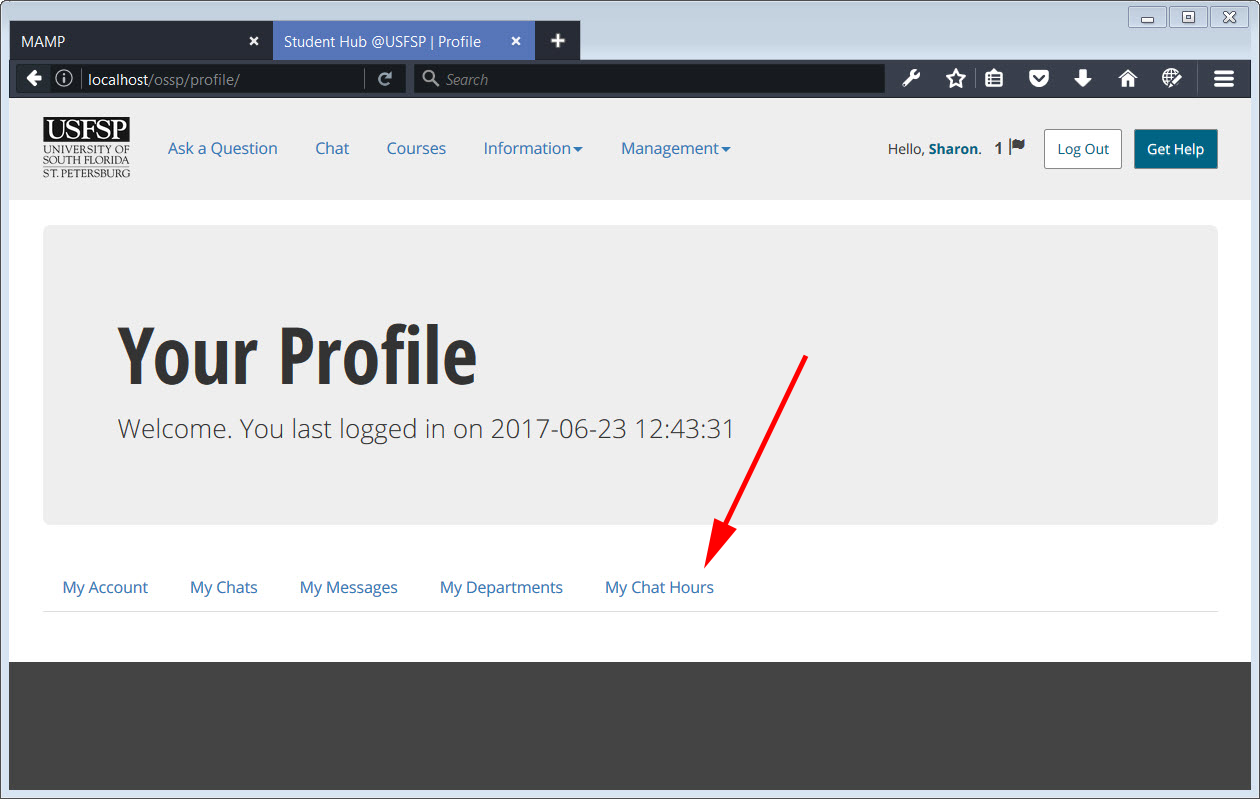 MAMP
Student Hub @USFSP | Profile
localhost/ossp/profile/
Search
USFSP
UNIVERSITY OF
SOUTH FLORIDA
ST. PETERSBURG
Ask a Question
Chat
Courses
Information
Management
Hello, Sharon. 1
Log Out
Get Help
Your Profile
Welcome. You last logged in on 2017-06-23 12:43:31
My Account
My Chats
My Messages
My Departments
My Chat Hours